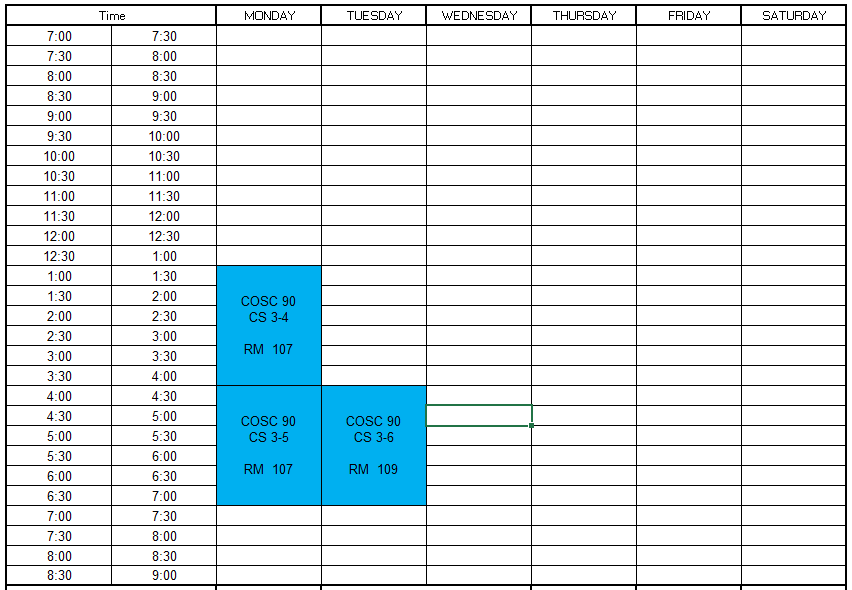 Time MONDAY TUESDAY WEDNESDAY THURSDAY FRIDAY SATURDAY
7:00 7:30
7:30 8:00
8:00 8:30
8:30 9:00
9:00 9:30
9:30 10:00
10:00 10:30
10:30 11:00
11:00 11:30
11:30 12:00
12:00 12:30
12:30 1:00
1:00 1:30
1:30 2:00
2:00 2:30
2:30 3:00
3:00 3:30
3:30 4:00
COSC 90
CS 3-4
RM 107
4:00 4:30
4:30 5:00
5:00 5:30
5:30 6:00
6:00 6:30
6:30 7:00
COSC 90
CS 3-5
RM 107
COSC 90
CS 3-6
RM 109
7:00 7:30
7:30 8:00
8:00 8:30
8:30 9:00